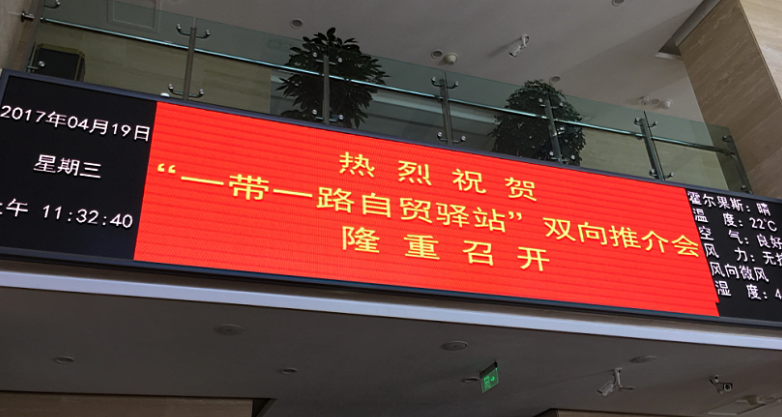 2017年04月19日
星期三
午 11:32:40
热烈祝贺
“一带一路自贸驿站”双向推介会
隆重召开
霍尔果斯：晴
温 度：22℃
空 气：良好
风 力：无
风向微风
湿 度：4